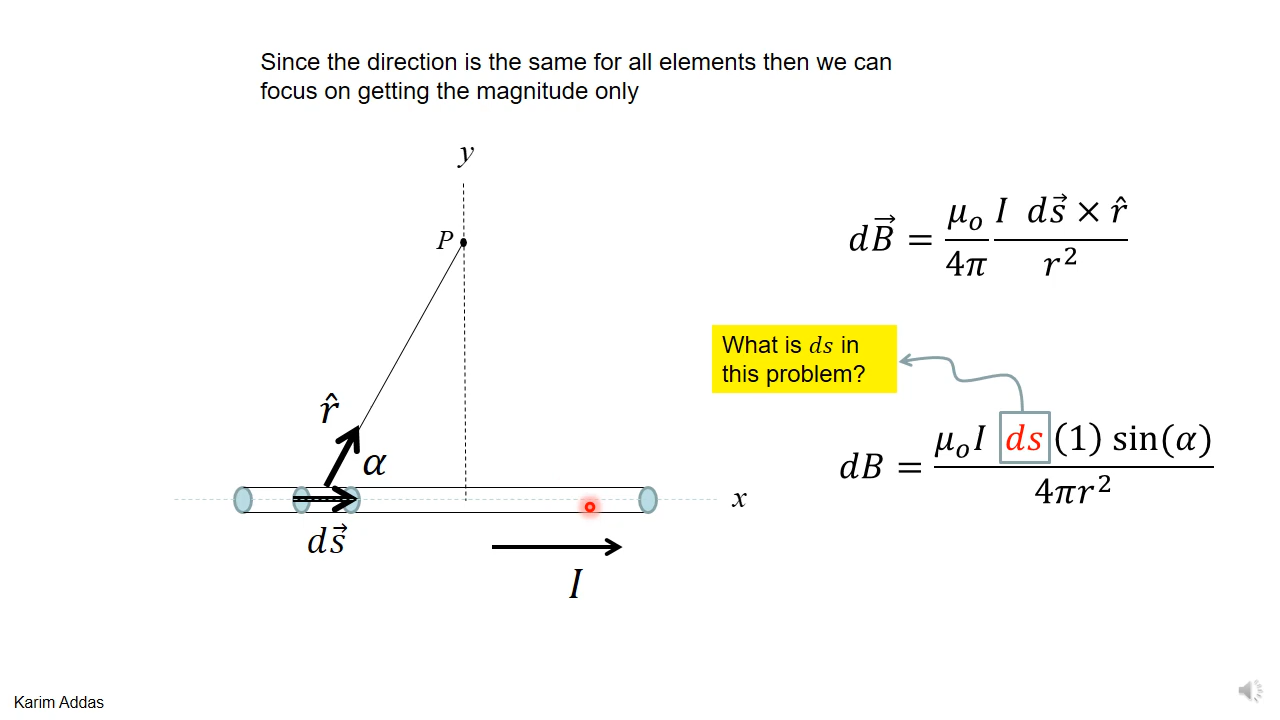 Since the direction is the same for all elements then we can
focus on getting the magnitude only
y
P
r̂
α
ds⃗
x
I
dB⃗ = μₒ/4π I ds⃗ × r̂ / r²
What is ds in
this problem?
dB = μₒI ds (1) sin(α) / 4πr²
Karim Addas